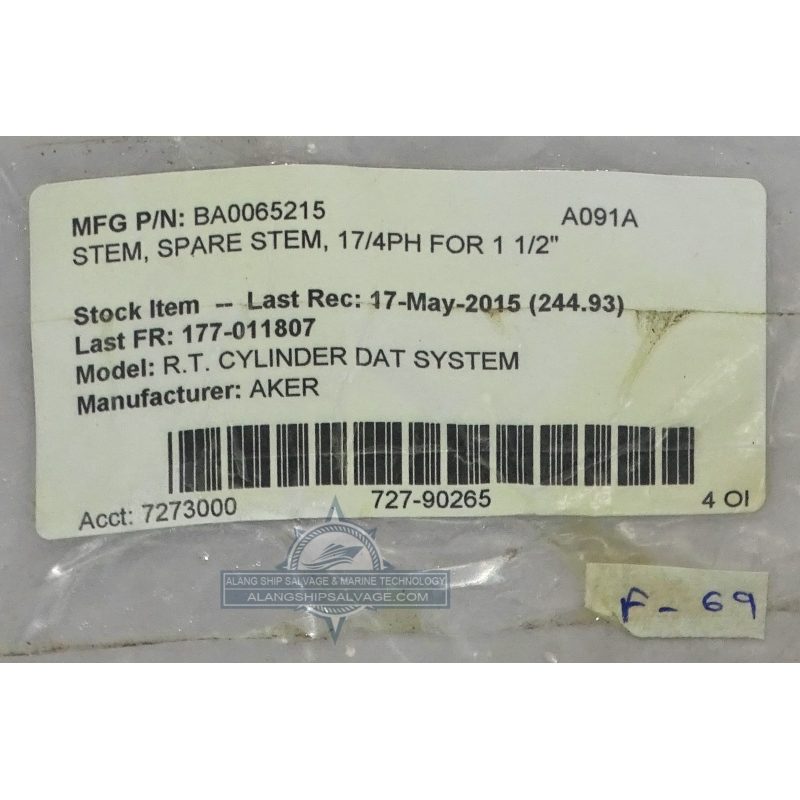 MFG P/N: BA0065215 A091A
STEM, SPARE STEM, 17/4PH FOR 1 1/2"
Stock Item -- Last Rec: 17-May-2015 (244.93)
Last FR: 177-011807
Model: R.T. CYLINDER DAT SYSTEM
Manufacturer: AKER
Acct: 7273000 727-90265 4 OI
ALANG SHIP SALVAGE & MARINE TECHNOLOGY
ALANGSHIPSALVAGE.COM
F - 69